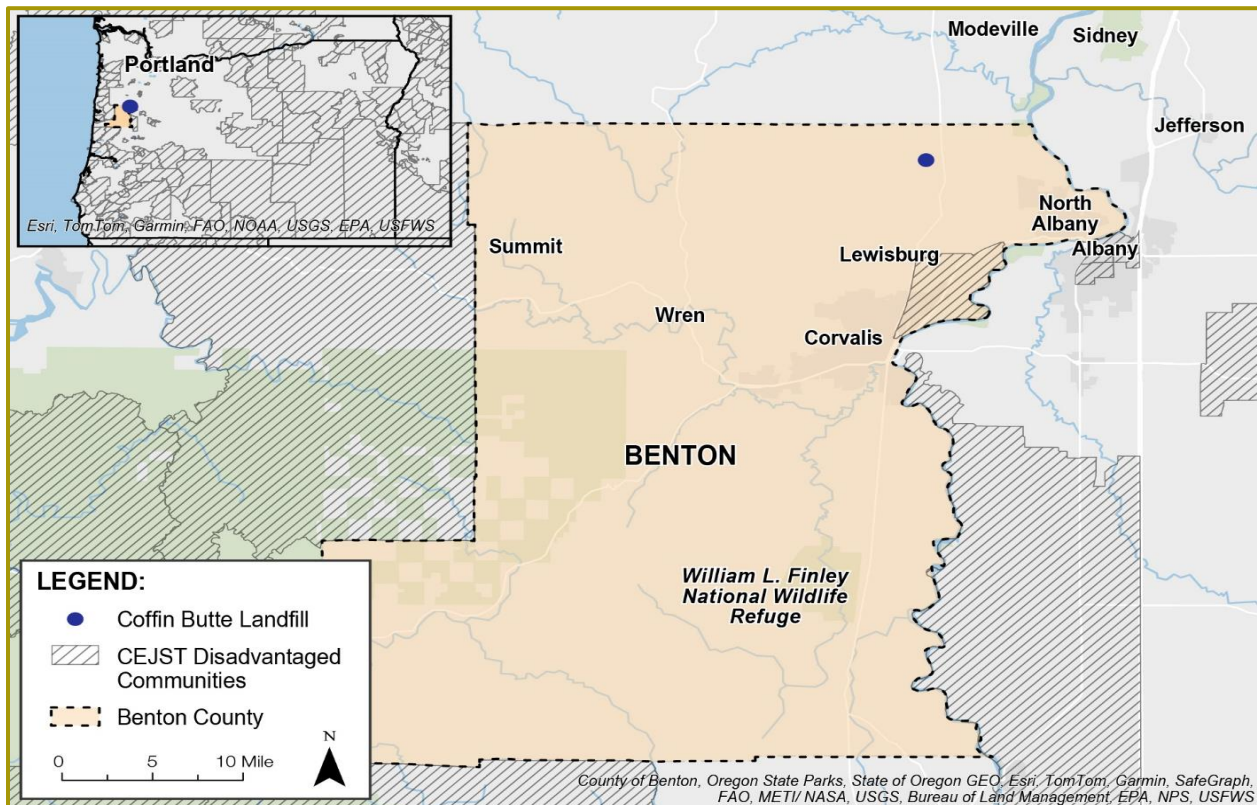 Portland
Esri, TomTom, Garmin, FAO, NOAA, USGS, EPA, USFWS
Modeville
Sidney
Jefferson
North
Albany
Albany
Summit
Lewisburg
Wren
Corvalis
BENTON
William L. Finley
National Wildlife
Refuge
LEGEND:
Coffin Butte Landfill
CEJST Disadvantaged
Communities
Benton County
0 5 10 Mile
N
County of Benton, Oregon State Parks, State of Oregon GEO, Esri, TomTom, Garmin, SafeGraph,
FAO, METI/ NASA, USGS, Bureau of Land Management, EPA, NPS, USFWS